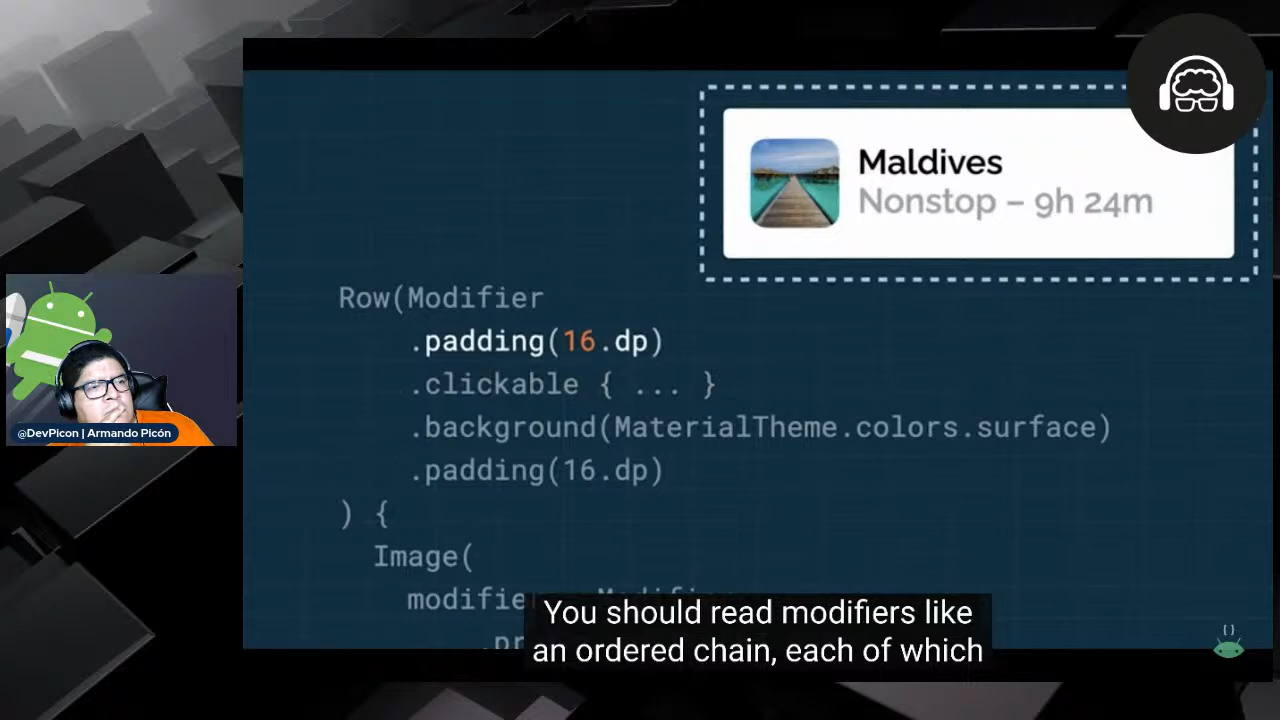 Maldives
Nonstop – 9h 24m
Row(Modifier
.padding(16.dp)
.clickable { ... }
.background(MaterialTheme.colors.surface)
.padding(16.dp)
) {
Image(
@DevPicon | Armando Picón
You should read modifiers like
an ordered chain, each of which
{}